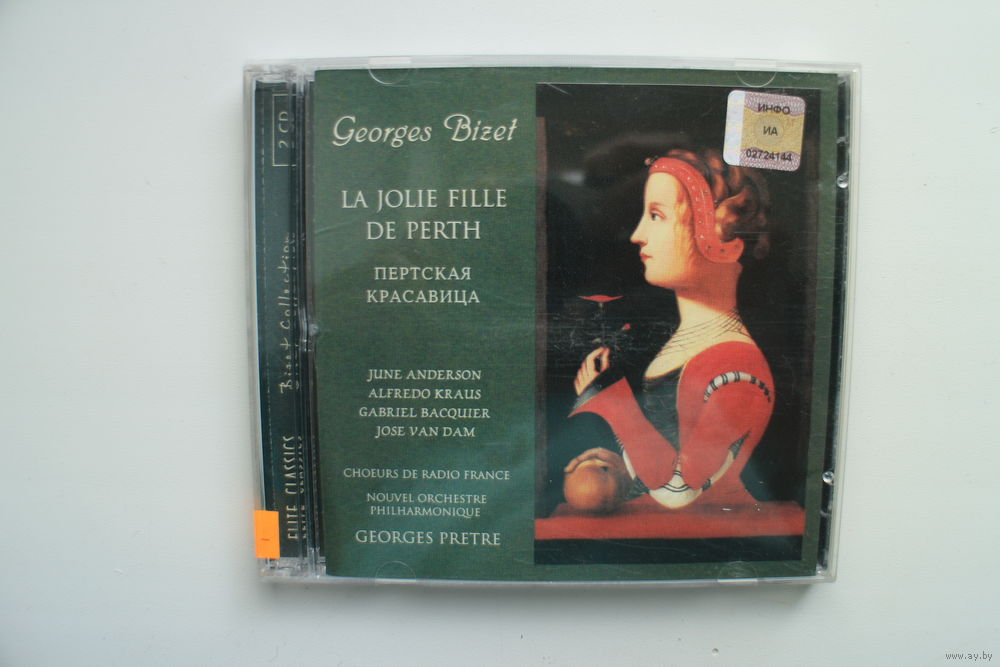 Georges Bizet
LA JOLIE FILLE
DE PERTH
ПЕРТСКАЯ
КРАСАВИЦА
JUNE ANDERSON
ALFREDO KRAUS
GABRIEL BACQUIER
JOSE VAN DAM
CHOEURS DE RADIO FRANCE
NOUVEL ORCHESTRE
PHILHARMONIQUE
GEORGES PRETRE
ИНФО
ИА
02724144
2 CD
Bizet Collection
ELITE CLASSICS
www.ay.by